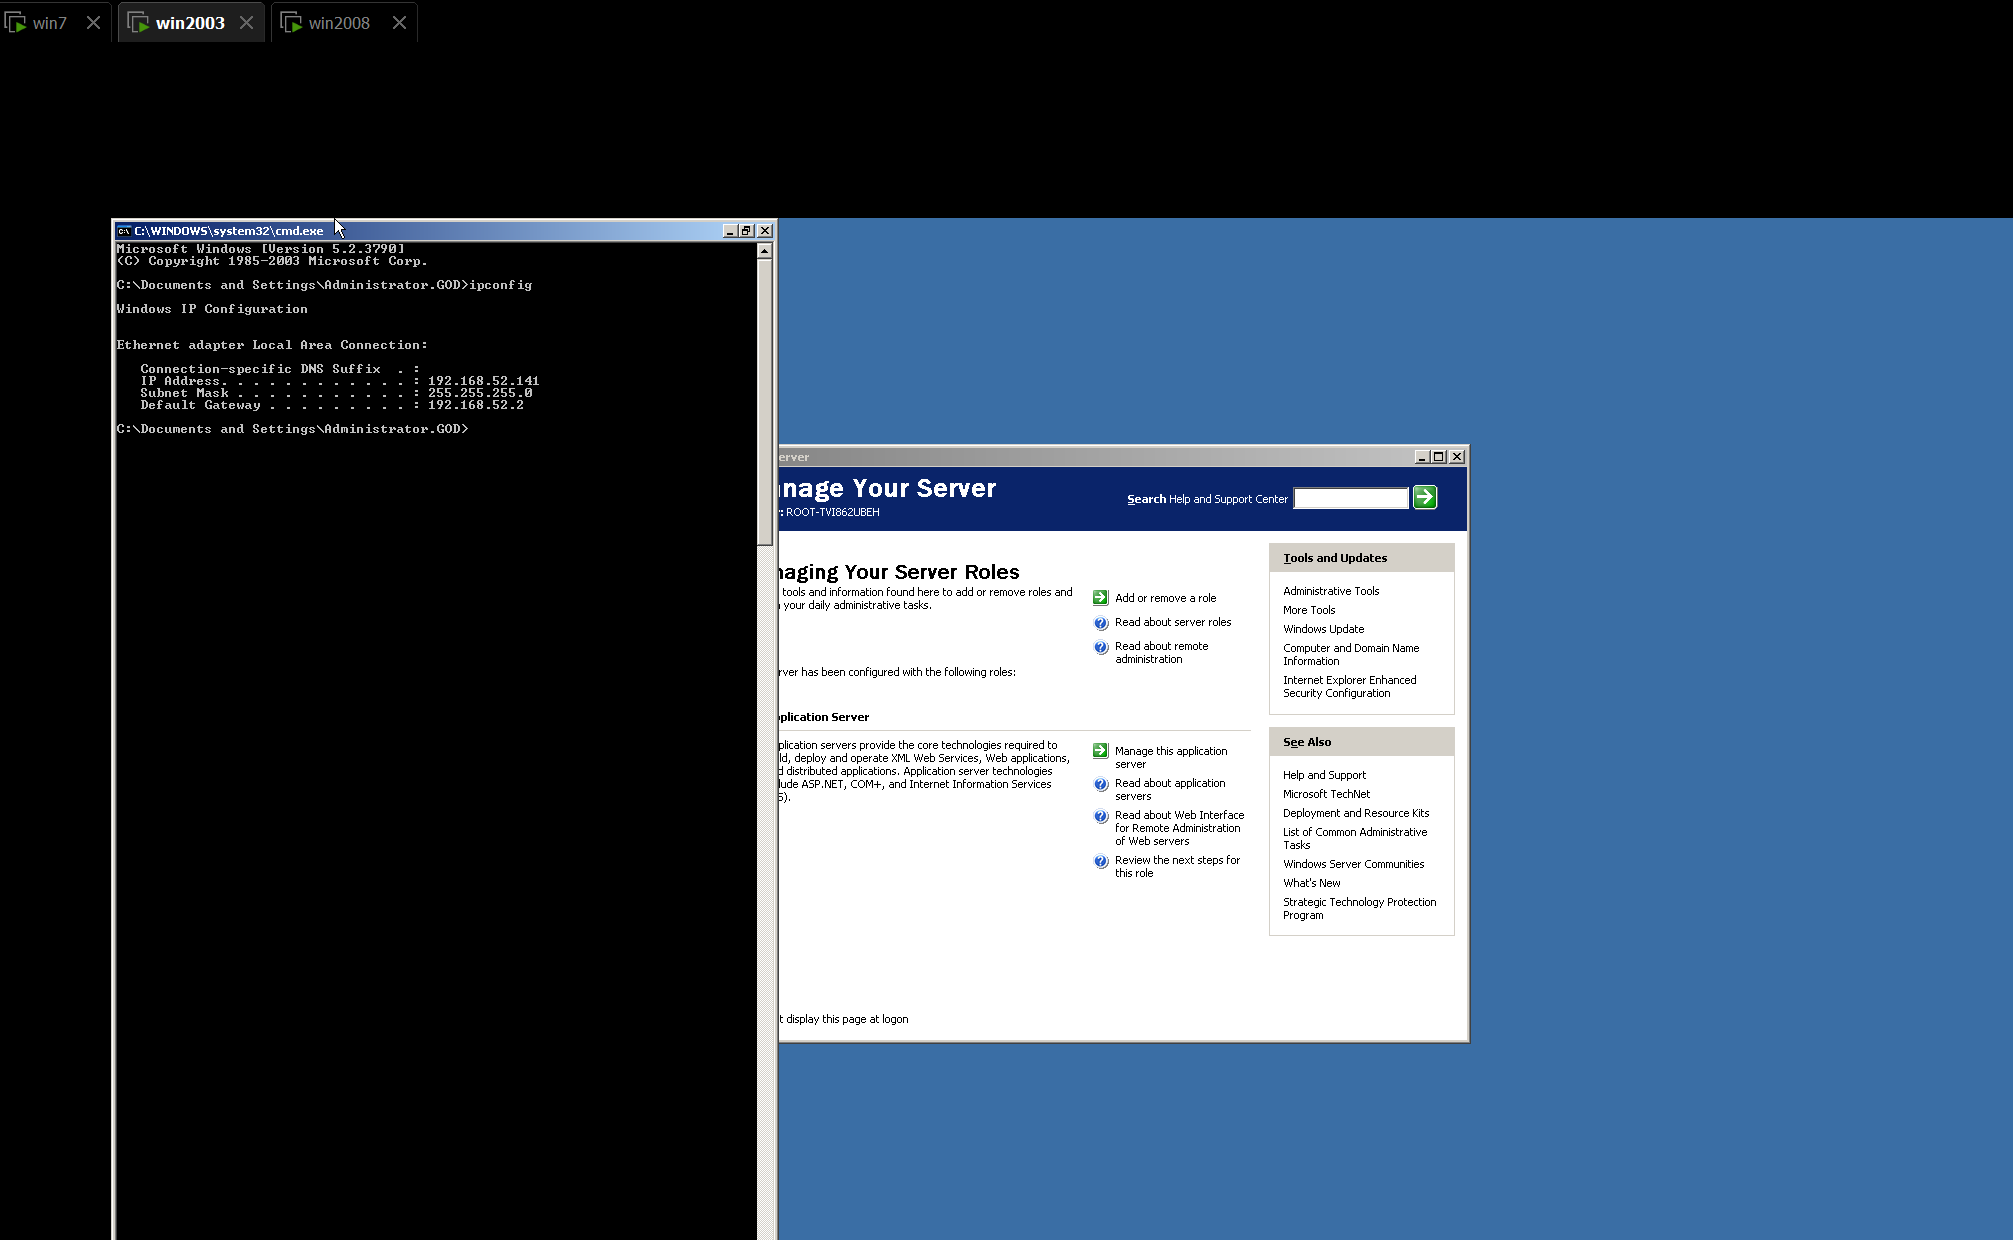 win7
win2003
win2008
C:\WINDOWS\system32\cmd.exe
Microsoft Windows [Version 5.2.3790]
(C) Copyright 1985-2003 Microsoft Corp.
C:\Documents and Settings\Administrator.GOD>ipconfig
Windows IP Configuration
Ethernet adapter Local Area Connection:
Connection-specific DNS Suffix  . :
IP Address. . . . . . . . . . . . : 192.168.52.141
Subnet Mask . . . . . . . . . . . : 255.255.255.0
Default Gateway . . . . . . . . . : 192.168.52.2
C:\Documents and Settings\Administrator.GOD>
erver
nage Your Server
: ROOT-TVI862UBEH
Search Help and Support Center
naging Your Server Roles
tools and information found here to add or remove roles and
your daily administrative tasks.
Add or remove a role
Read about server roles
Read about remote
administration
rver has been configured with the following roles:
plication Server
plication servers provide the core technologies required to
ld, deploy and operate XML Web Services, Web applications,
d distributed applications. Application server technologies
lude ASP.NET, COM+, and Internet Information Services
).
Manage this application
server
Read about application
servers
Read about Web Interface
for Remote Administration
of Web servers
Review the next steps for
this role
t display this page at logon
Tools and Updates
Administrative Tools
More Tools
Windows Update
Computer and Domain Name
Information
Internet Explorer Enhanced
Security Configuration
See Also
Help and Support
Microsoft TechNet
Deployment and Resource Kits
List of Common Administrative
Tasks
Windows Server Communities
What's New
Strategic Technology Protection
Program